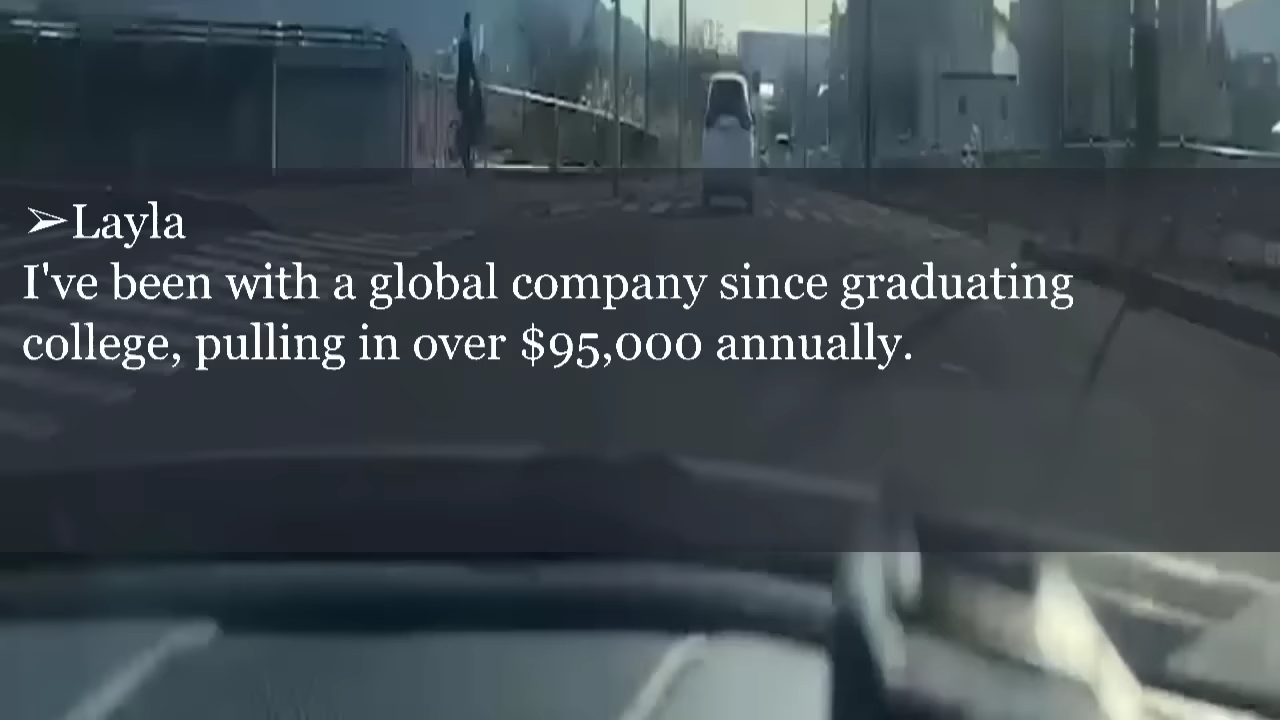 ➢Layla
I've been with a global company since graduating
college, pulling in over $95,000 annually.